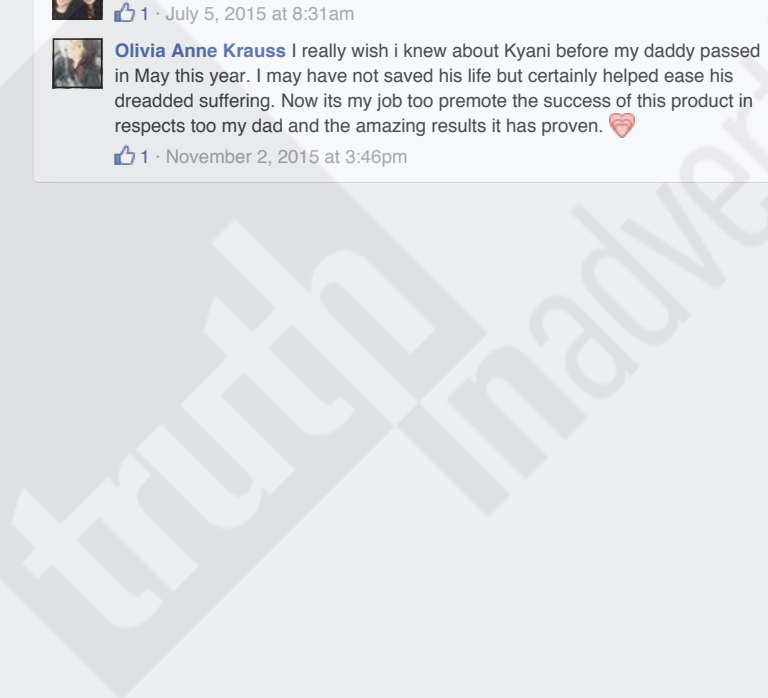 1 · July 5, 2015 at 8:31am
Olivia Anne Krauss I really wish i knew about Kyani before my daddy passed
in May this year. I may have not saved his life but certainly helped ease his
dreadded suffering. Now its my job too premote the success of this product in
respects too my dad and the amazing results it has proven.
1 · November 2, 2015 at 3:46pm
truth
inadvert